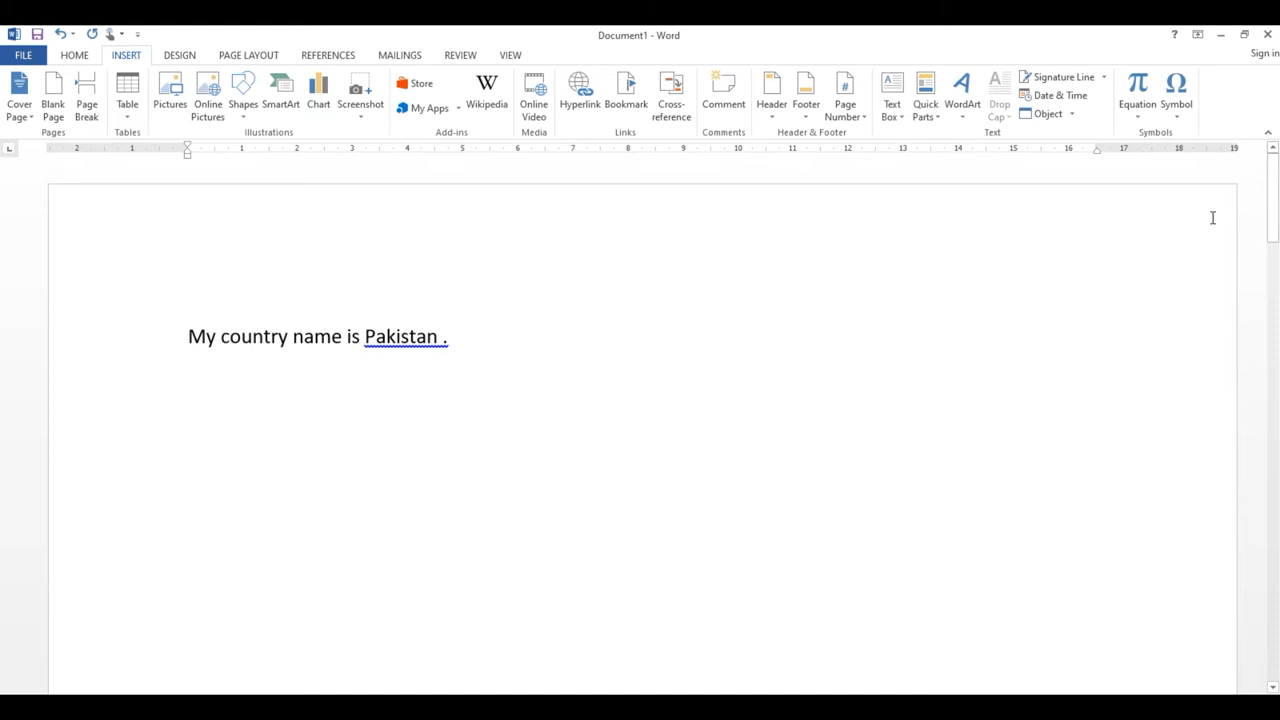 Document1 - Word
Sign in
FILE HOME INSERT DESIGN PAGE LAYOUT REFERENCES MAILINGS REVIEW VIEW
Cover Page
Blank Page
Page Break
Pages
Table
Tables
Pictures
Online Pictures
Shapes
SmartArt
Chart
Screenshot
Illustrations
Store
My Apps
Wikipedia
Add-ins
Online Video
Media
Hyperlink
Bookmark
Cross-reference
Links
Comment
Comments
Header
Footer
Page Number
Header & Footer
Text Box
Quick Parts
WordArt
Drop Cap
Signature Line
Date & Time
Object
Text
Equation
Symbol
Symbols
2 1 1 2 3 4 5 6 7 8 9 10 11 12 13 14 15 16 17 18 19
My country name is Pakistan .